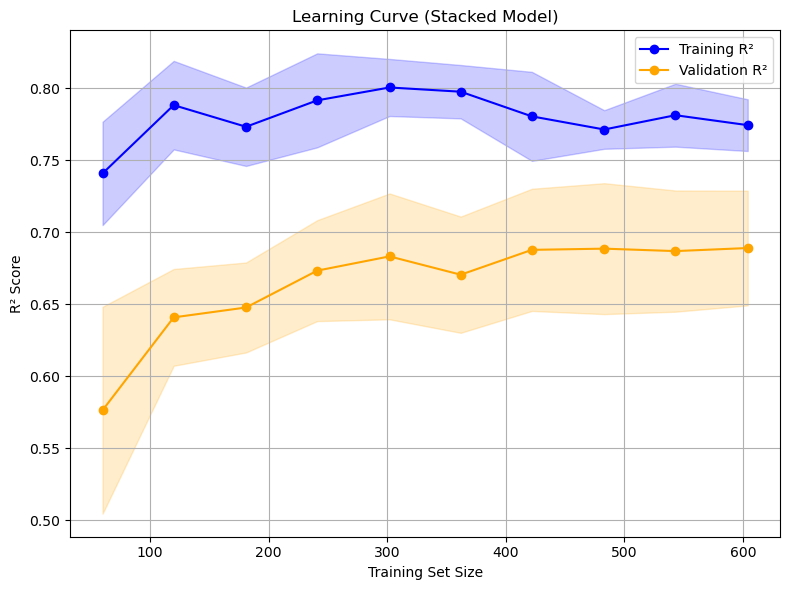 Learning Curve (Stacked Model)
Training R²
Validation R²
0.80
0.75
0.70
0.65
0.60
0.55
0.50
R² Score
100 200 300 400 500 600
Training Set Size